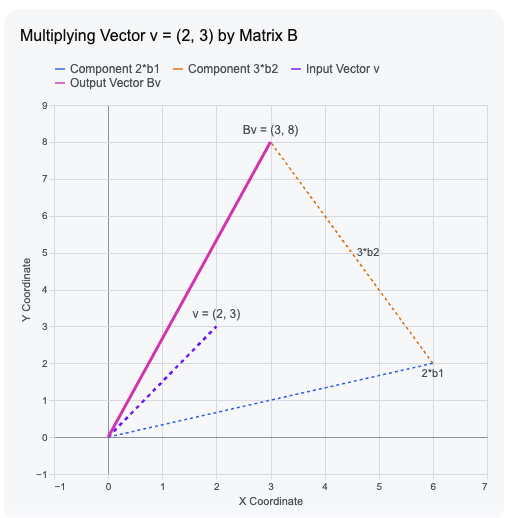 Multiplying Vector v = (2, 3) by Matrix B
Component 2*b1 Component 3*b2 Input Vector v
Output Vector Bv
9
Bv = (3, 8)
8
7
6
5
3*b2
4
v = (2, 3)
3
2
2*b1
1
0
−1
−1 0 1 2 3 4 5 6 7
X Coordinate
Y Coordinate